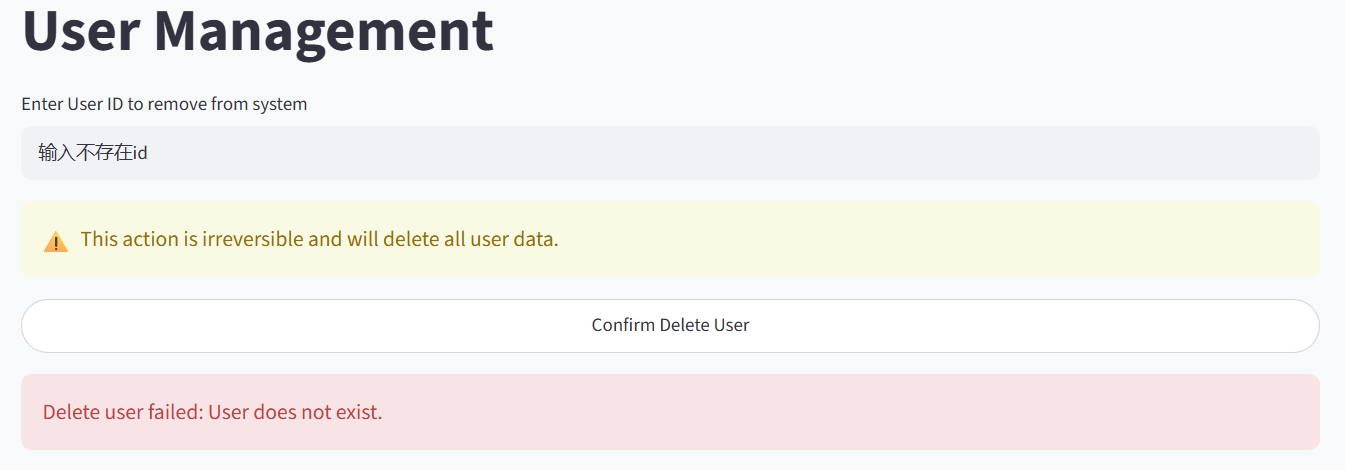 User Management
Enter User ID to remove from system
输入不存在id
⚠️ This action is irreversible and will delete all user data.
Confirm Delete User
Delete user failed: User does not exist.